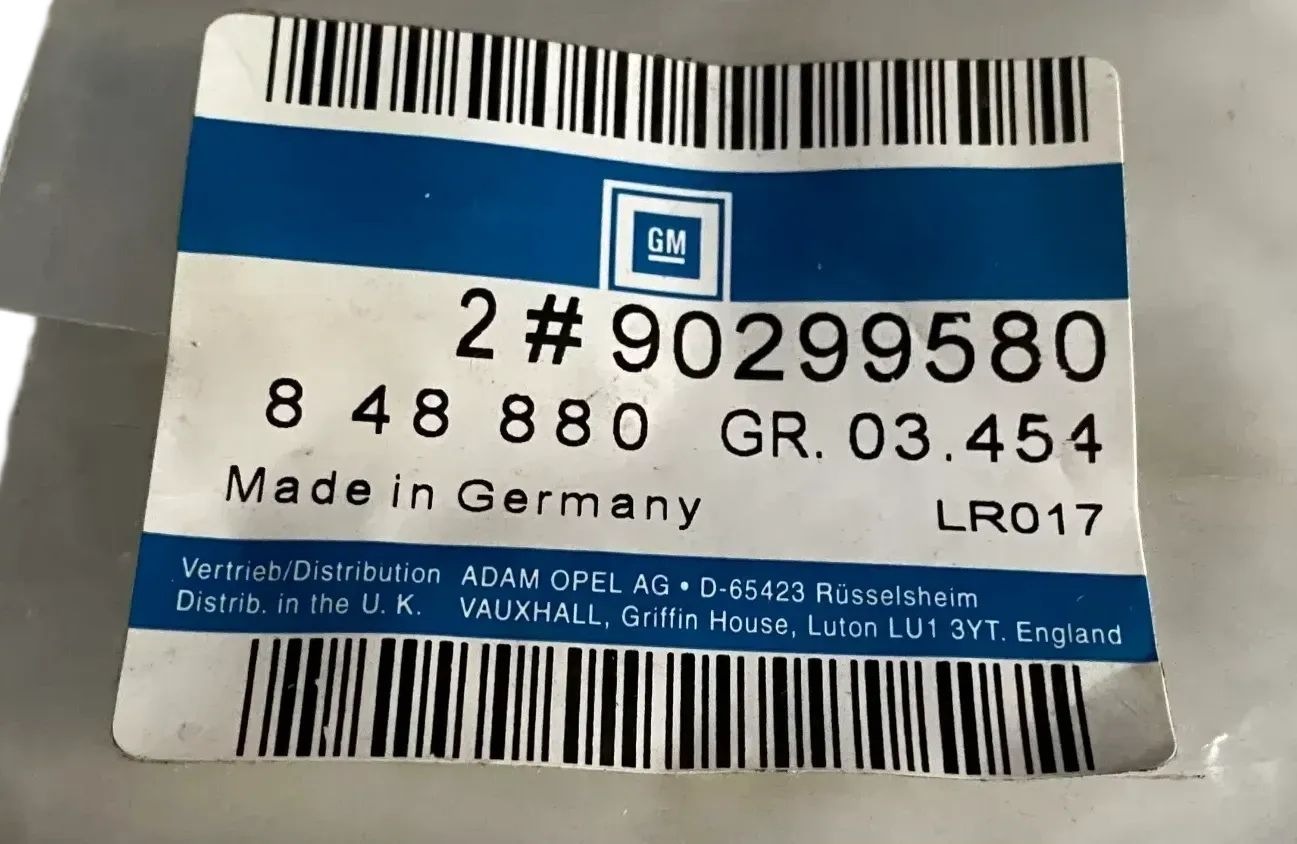 GM
2 # 90299580
8 48 880 GR. 03.454
Made in Germany LR017
Vertrieb/Distribution ADAM OPEL AG • D-65423 Rüsselsheim
Distrib. in the U. K. VAUXHALL, Griffin House, Luton LU1 3YT. England